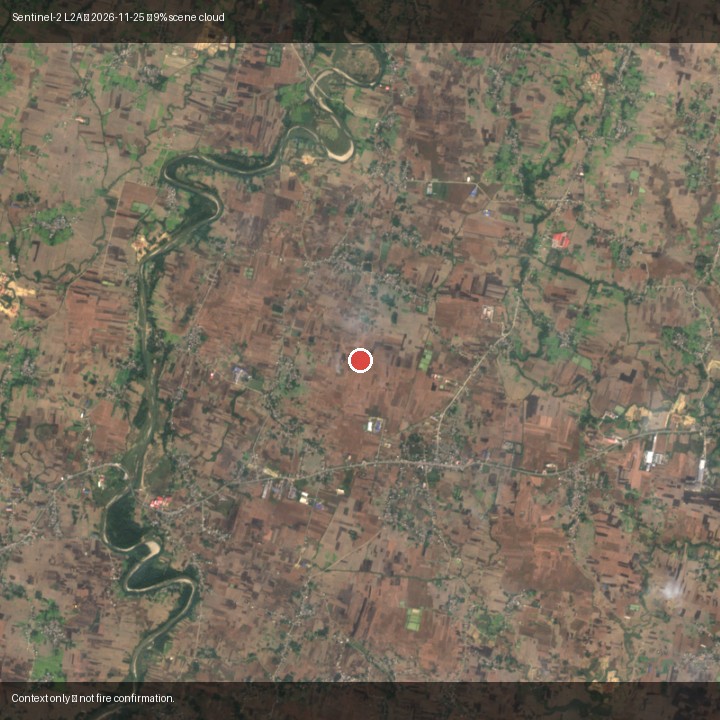 Sentinel-2 L2A▯2026-11-25▯9%scene cloud
Context only▯not fire confirmation.